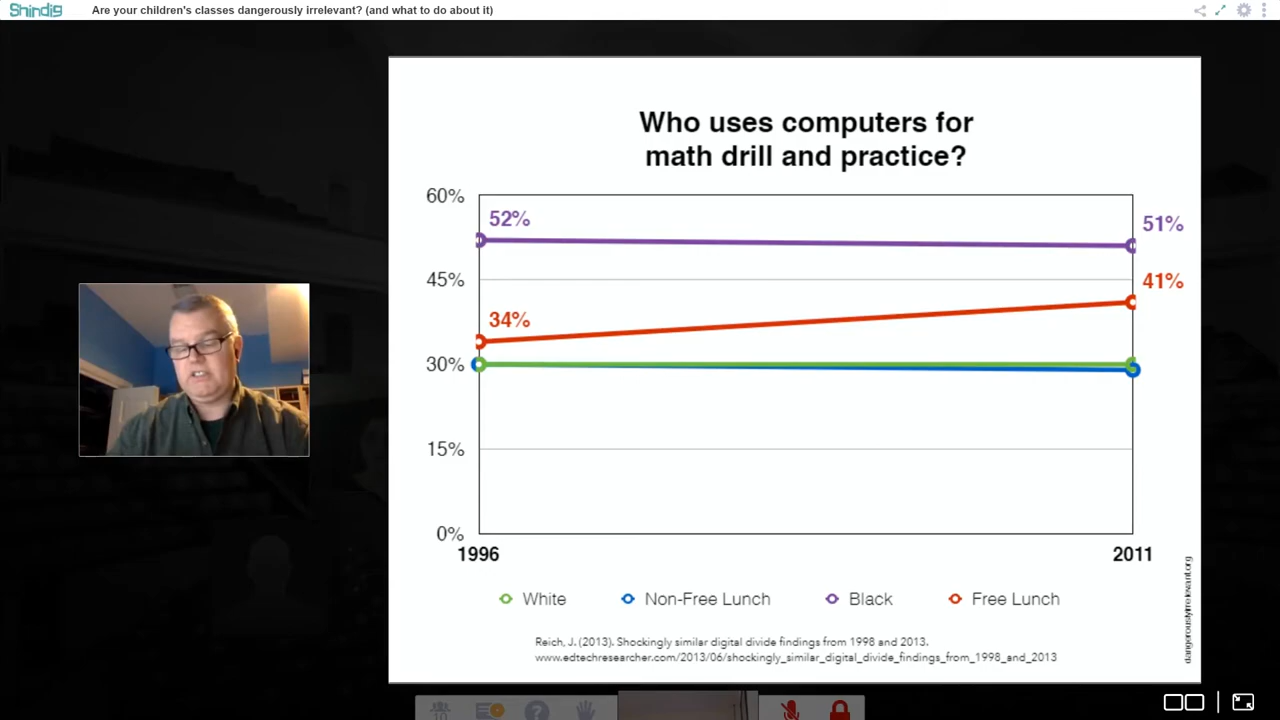 Shindig
Are your children's classes dangerously irrelevant? (and what to do about it)
Who uses computers for
math drill and practice?
60%
52%
51%
45%
41%
34%
30%
15%
0%
1996
2011
White
Non-Free Lunch
Black
Free Lunch
Reich, J. (2013). Shockingly similar digital divide findings from 1998 and 2013.
www.edtechresearcher.com/2013/06/shockingly_similar_digital_divide_findings_from_1998_and_2013
dangerouslyirrelevant.org